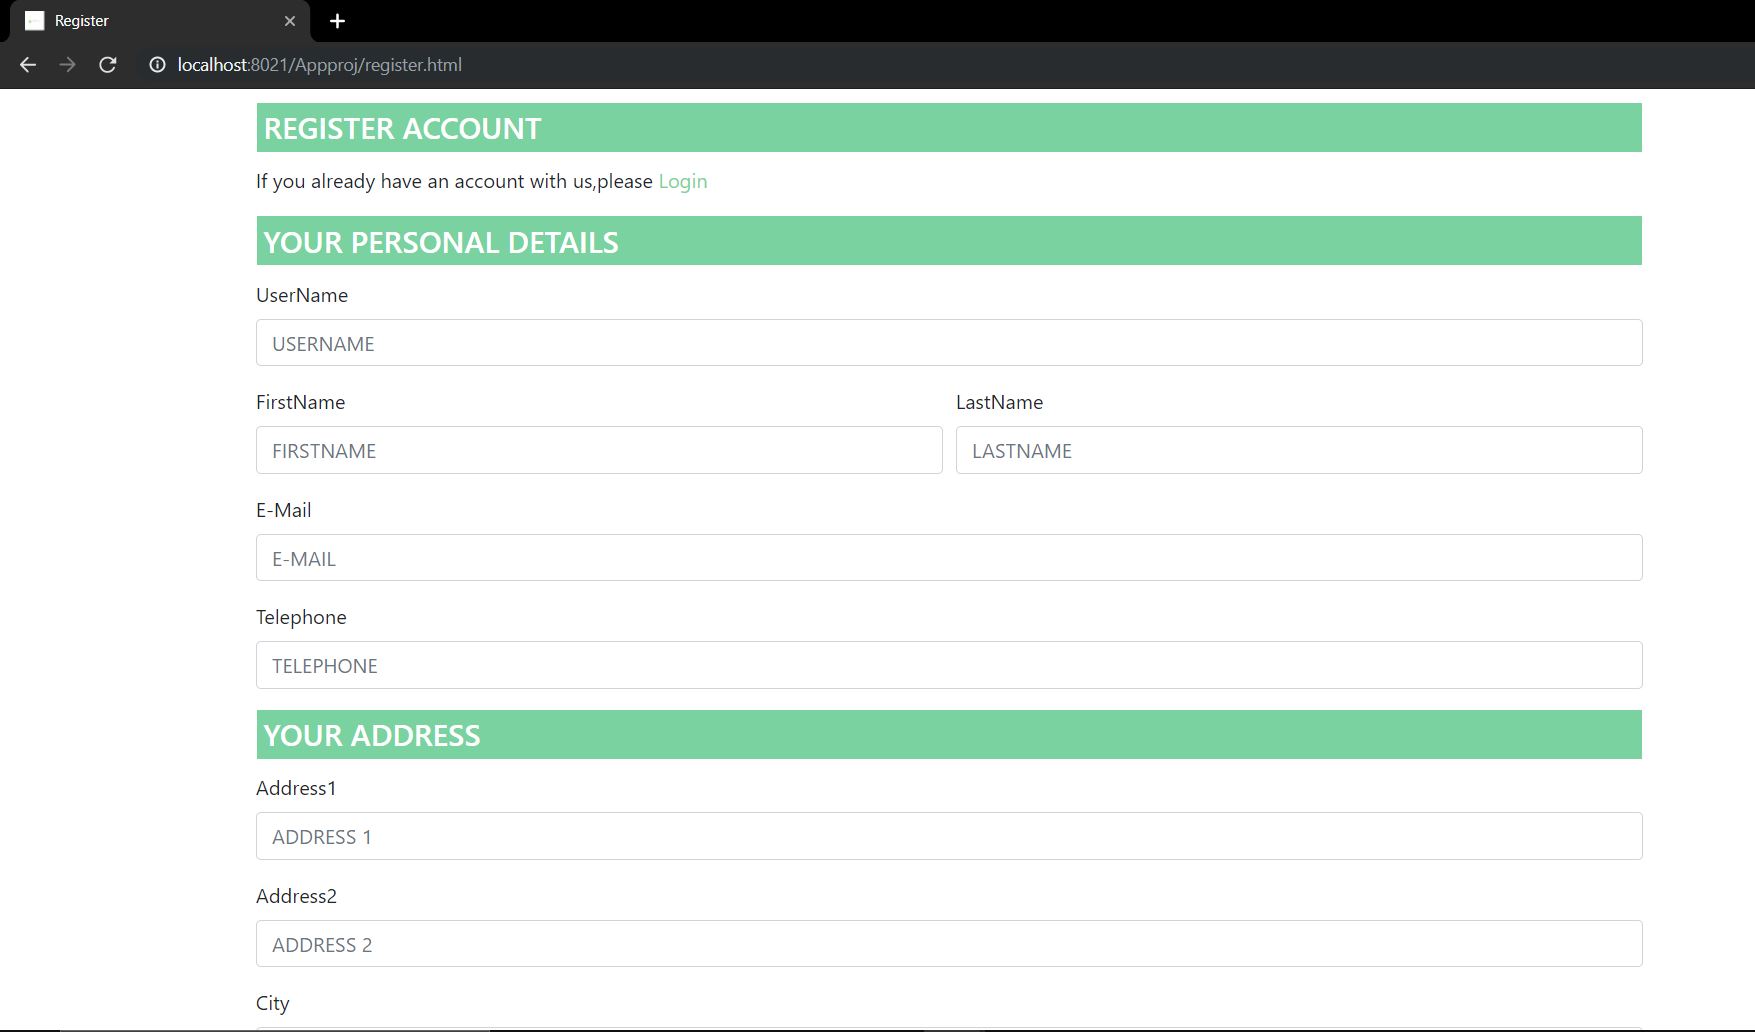 Register
localhost:8021/Appproj/register.html
REGISTER ACCOUNT
If you already have an account with us,please Login
YOUR PERSONAL DETAILS
UserName
USERNAME
FirstName LastName
FIRSTNAME LASTNAME
E-Mail
E-MAIL
Telephone
TELEPHONE
YOUR ADDRESS
Address1
ADDRESS 1
Address2
ADDRESS 2
City